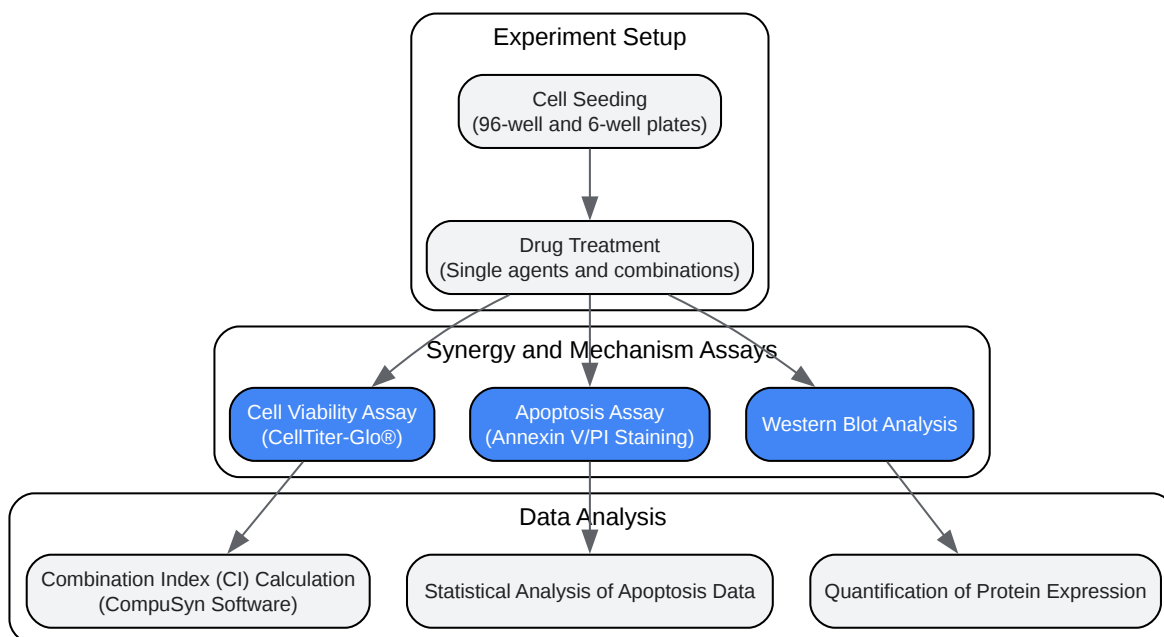 Experiment Setup
Cell Seeding
(96-well and 6-well plates)
Drug Treatment
(Single agents and combinations)
Synergy and Mechanism Assays
Cell Viability Assay
(CellTiter-Glo®)
Apoptosis Assay
(Annexin V/PI Staining)
Western Blot Analysis
Data Analysis
Combination Index (CI) Calculation
(CompuSyn Software)
Statistical Analysis of Apoptosis Data
Quantification of Protein Expression